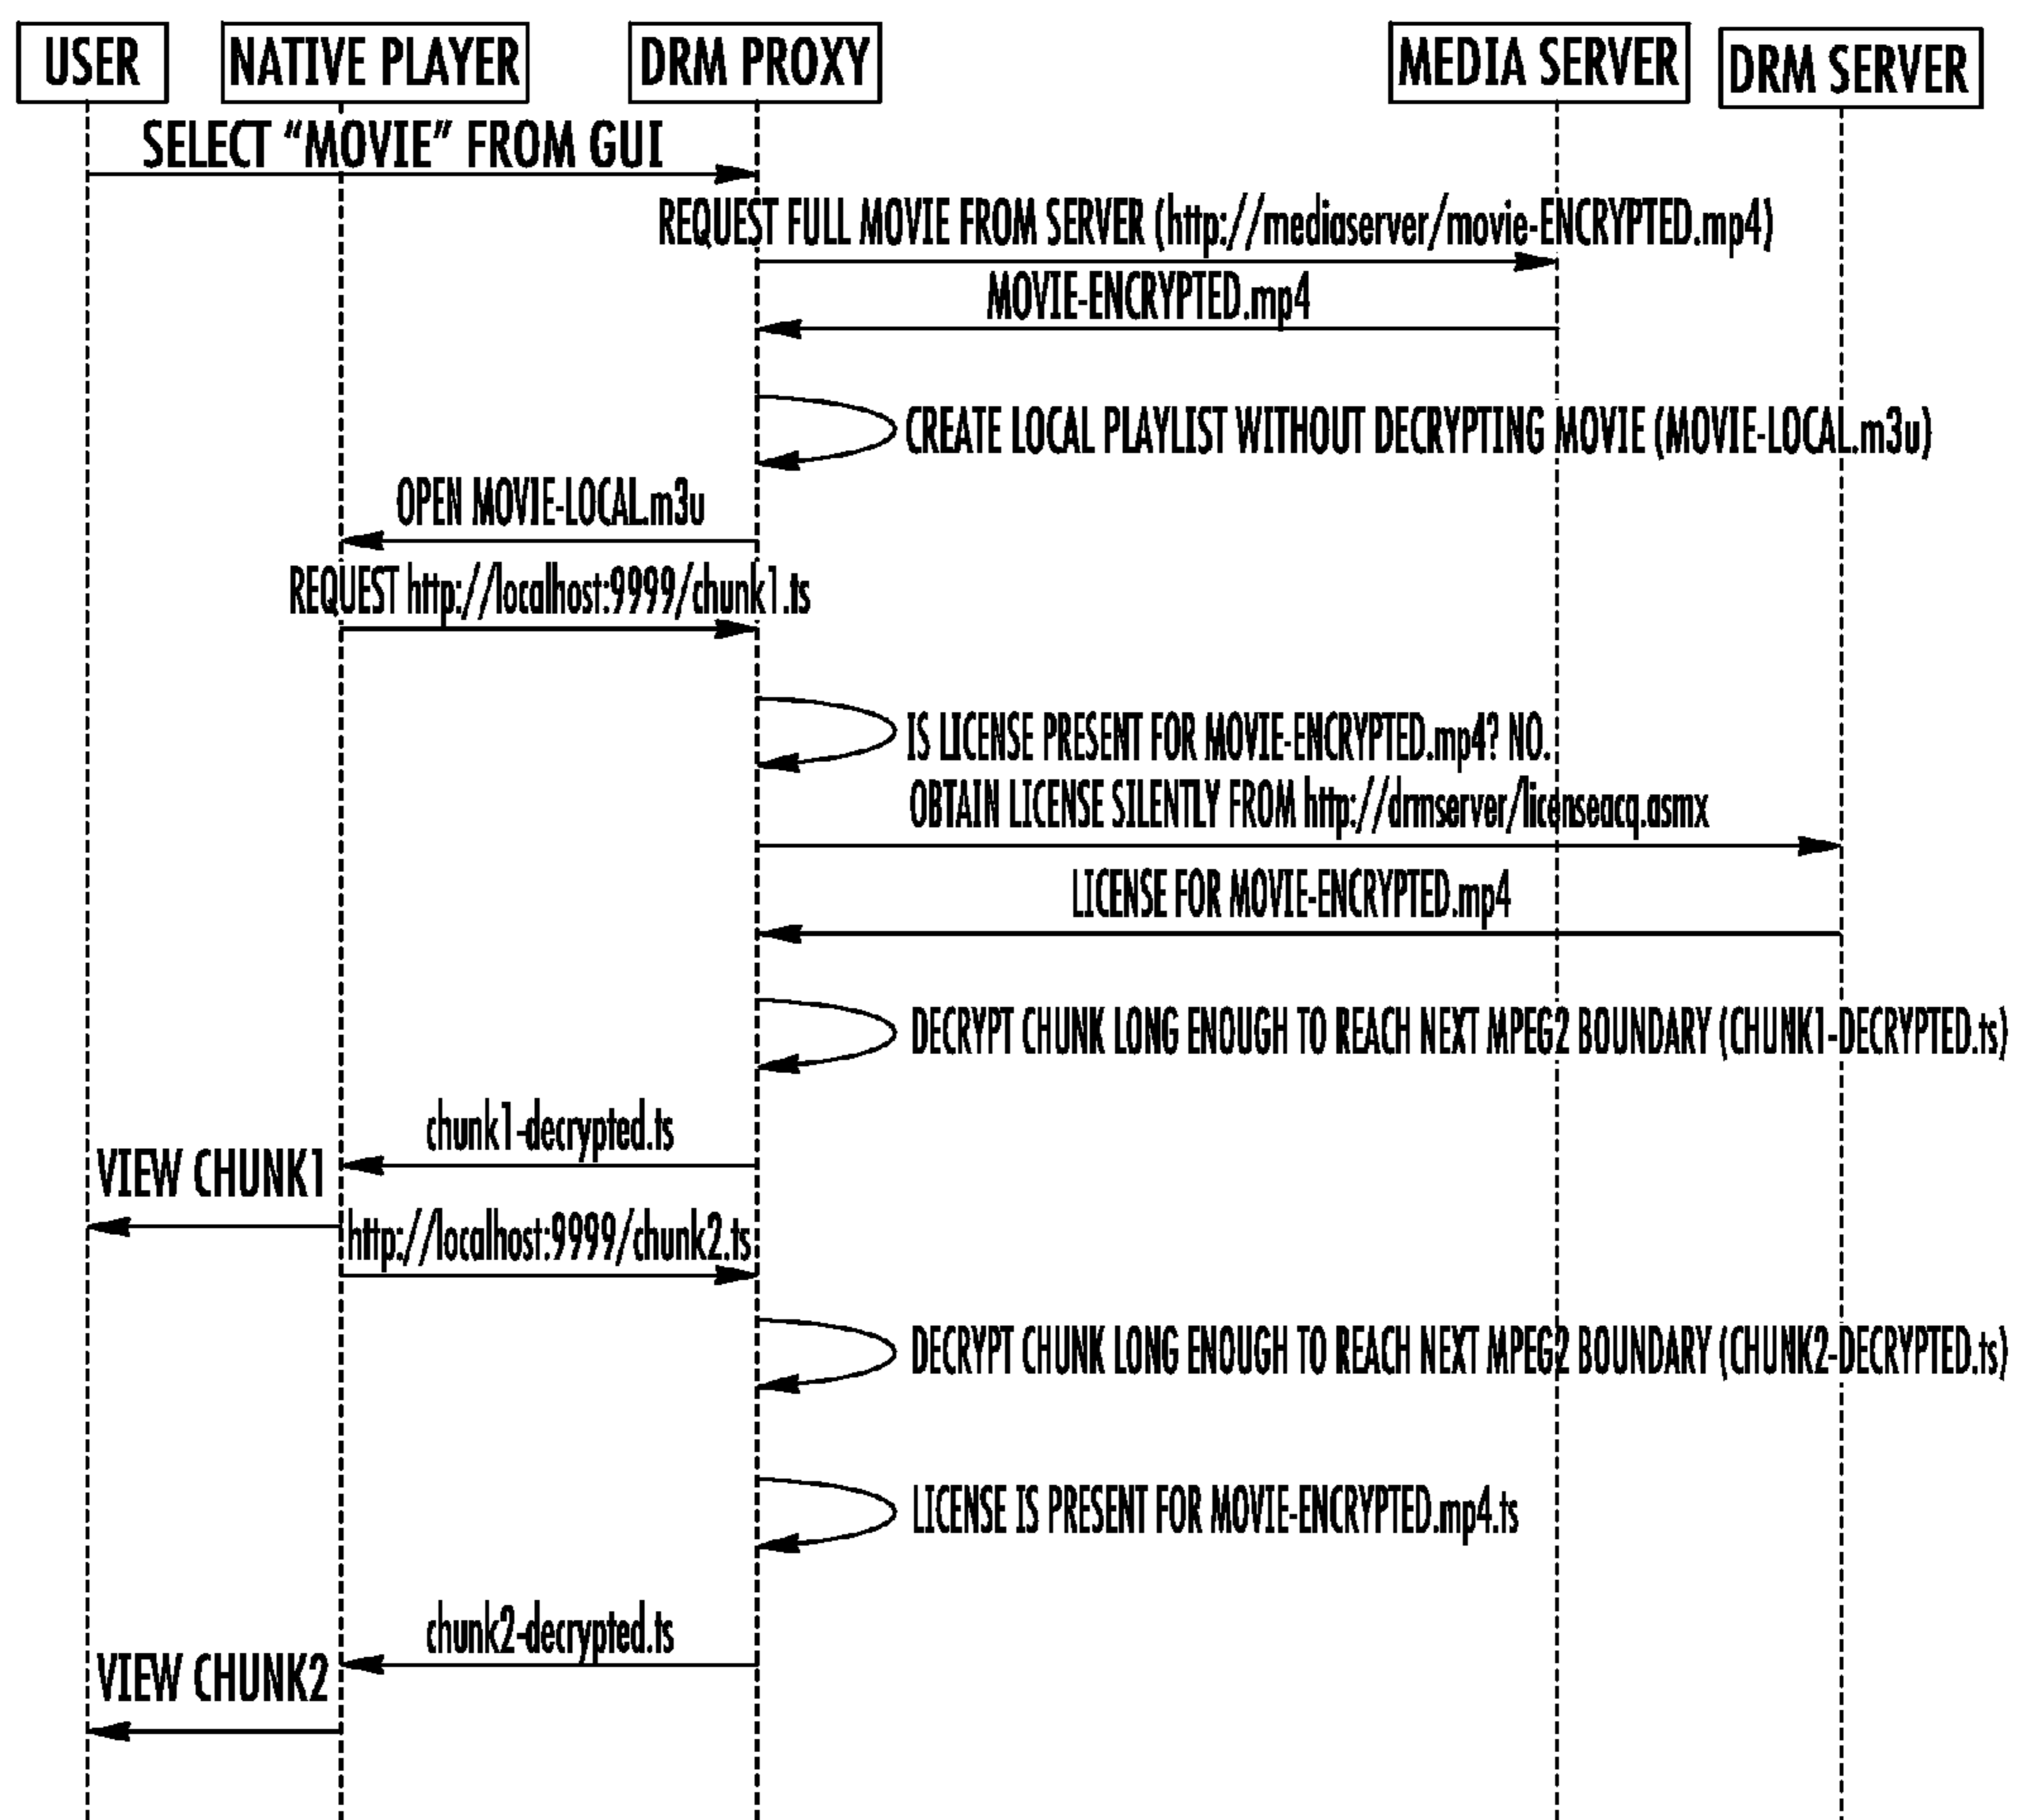 USER
NATIVE PLAYER
DRM PROXY
MEDIA SERVER
DRM SERVER
SELECT “MOVIE” FROM GUI
REQUEST FULL MOVIE FROM SERVER (http://mediaserver/movie-ENCRYPTED.mp4)
MOVIE-ENCRYPTED.mp4
CREATE LOCAL PLAYLIST WITHOUT DECRYPTING MOVIE (MOVIE-LOCAL.m3u)
OPEN MOVIE-LOCAL.m3u
REQUEST http://localhost:9999/chunk1.ts
IS LICENSE PRESENT FOR MOVIE-ENCRYPTED.mp4? NO.
OBTAIN LICENSE SILENTLY FROM http://drmserver/licenseacq.asmx
LICENSE FOR MOVIE-ENCRYPTED.mp4
DECRYPT CHUNK LONG ENOUGH TO REACH NEXT MPEG2 BOUNDARY (CHUNK1-DECRYPTED.ts)
chunk1-decrypted.ts
VIEW CHUNK1
http://localhost:9999/chunk2.ts
DECRYPT CHUNK LONG ENOUGH TO REACH NEXT MPEG2 BOUNDARY (CHUNK2-DECRYPTED.ts)
LICENSE IS PRESENT FOR MOVIE-ENCRYPTED.mp4.ts
chunk2-decrypted.ts
VIEW CHUNK2